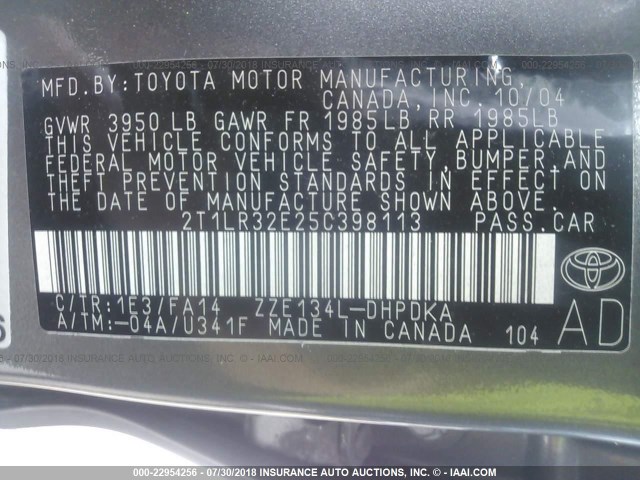 MFD. BY: TOYOTA MOTOR MANUFACTURING,
CANADA, INC. 10/04
GVWR 3950 LB GAWR FR 1985LB RR 1985LB
THIS VEHICLE CONFORMS TO ALL APPLICABLE
FEDERAL MOTOR VEHICLE SAFETY, BUMPER, AND
THEFT PREVENTION STANDARDS IN EFFECT ON
THE DATE OF MANUFACTURE SHOWN ABOVE.
2T1LR32E25C398113 PASS. CAR
C/TR: 1E3/FA14 ZZE134L-DHPDKA
A/TM: -04A/U341F MADE IN CANADA 104
AD
000-22954256 - 07/30/2018 INSURANCE AUTO AUCTIONS, INC. - © IAAI.COM